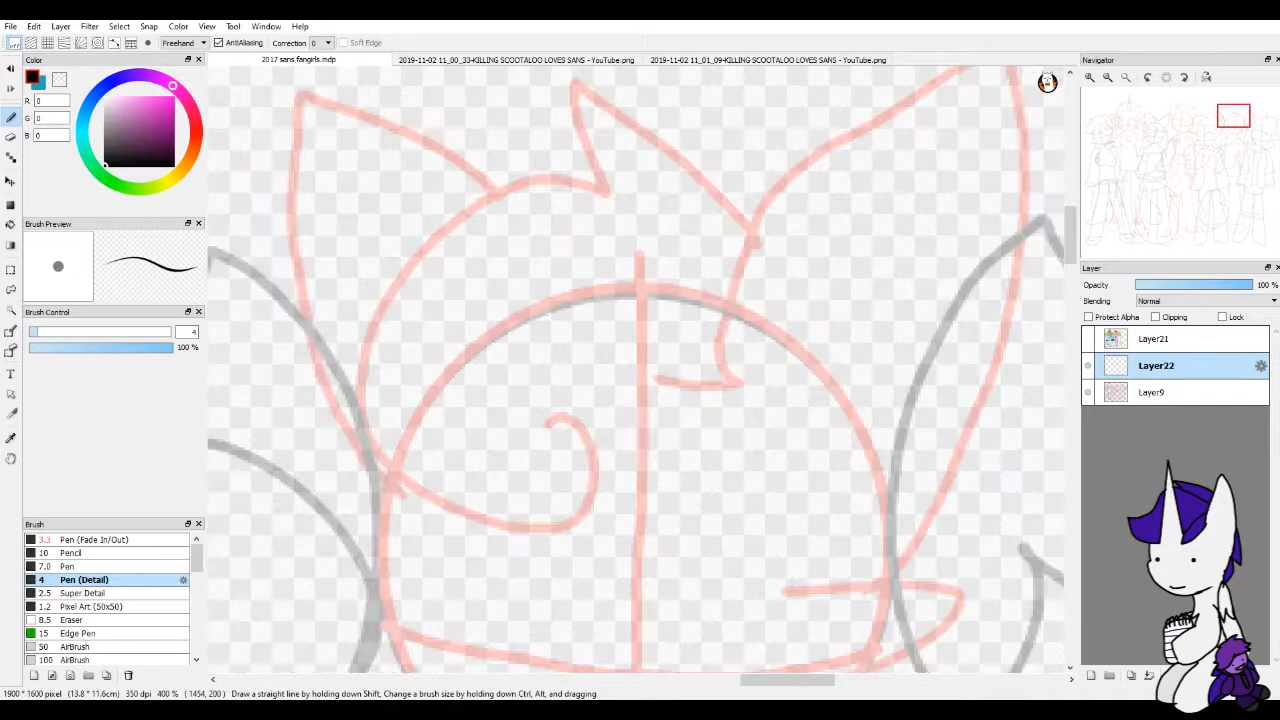 File Edit Layer Filter Select Snap Color View Tool Window Help
off Freehand AntiAliasing Correction 0 Soft Edge
2017 sans fangirls.mdp 2019-11-02 11_00_33-KILLING SCOOTALOO LOVES SANS - YouTube.png 2019-11-02 11_01_09-KILLING SCOOTALOO LOVES SANS - YouTube.png
Color
R 0
G 0
B 0
Brush Preview
Brush Control
4
100 %
Brush
3.3 Pen (Fade In/Out)
10 Pencil
7.0 Pen
4 Pen (Detail)
2.5 Super Detail
1.2 Pixel Art (50x50)
8.5 Eraser
15 Edge Pen
50 AirBrush
100 AirBrush
Navigator
Layer
Opacity 100 %
Blending Normal
Protect Alpha Clipping Lock
Layer21
Layer22
Layer9
1900 * 1600 pixel (13.8 * 11.6cm) 350 dpi 400 % ( 1454, 200) Draw a straight line by holding down Shift, Change a brush size by holding down Ctrl, Alt, and dragging